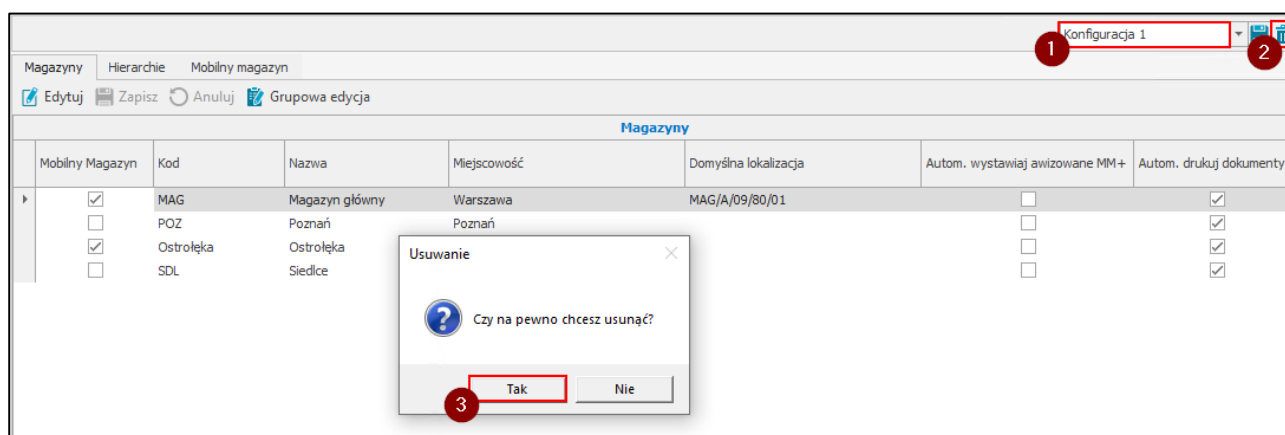 Konfiguracja 1
1
2
Magazyny Hierarchie Mobilny magazyn
Edytuj Zapisz Anuluj Grupowa edycja
Magazyny
Mobilny Magazyn Kod Nazwa Miejscowość Domyślna lokalizacja Autom. wystawiaj awizowane MM+ Autom. drukuj dokumenty
MAG Magazyn główny Warszawa MAG/A/09/80/01
POZ Poznań Poznań
Ostrołęka Ostrołęka
SDL Siedlce
Usuwanie
Czy na pewno chcesz usunąć?
Tak Nie
3